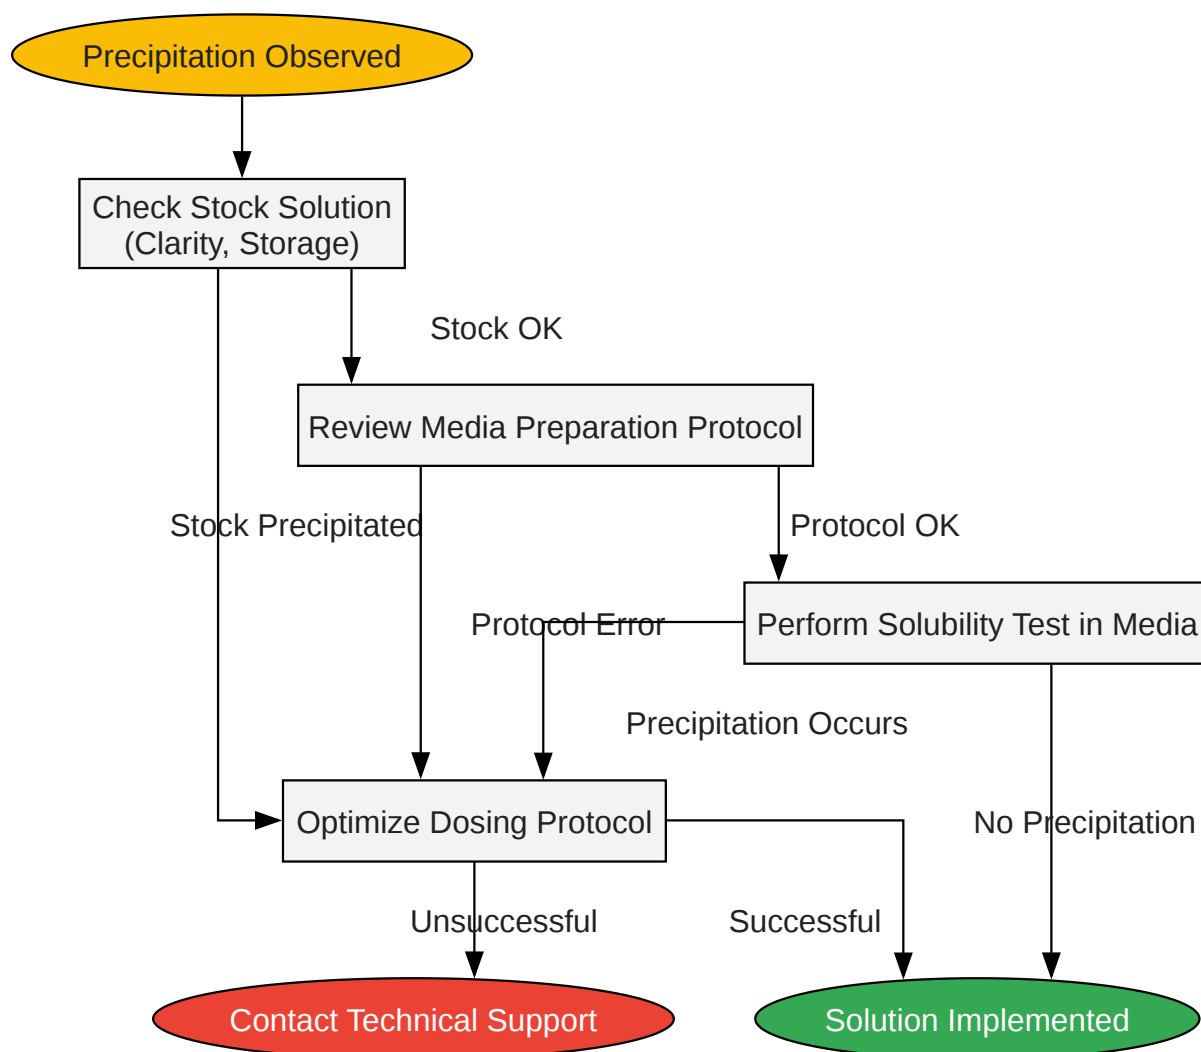 Precipitation Observed
Check Stock Solution
(Clarity, Storage)
Stock OK
Review Media Preparation Protocol
Stock Precipitated
Protocol OK
Protocol Error
Perform Solubility Test in Media
Precipitation Occurs
Optimize Dosing Protocol
No Precipitation
Unsuccessful
Successful
Contact Technical Support
Solution Implemented